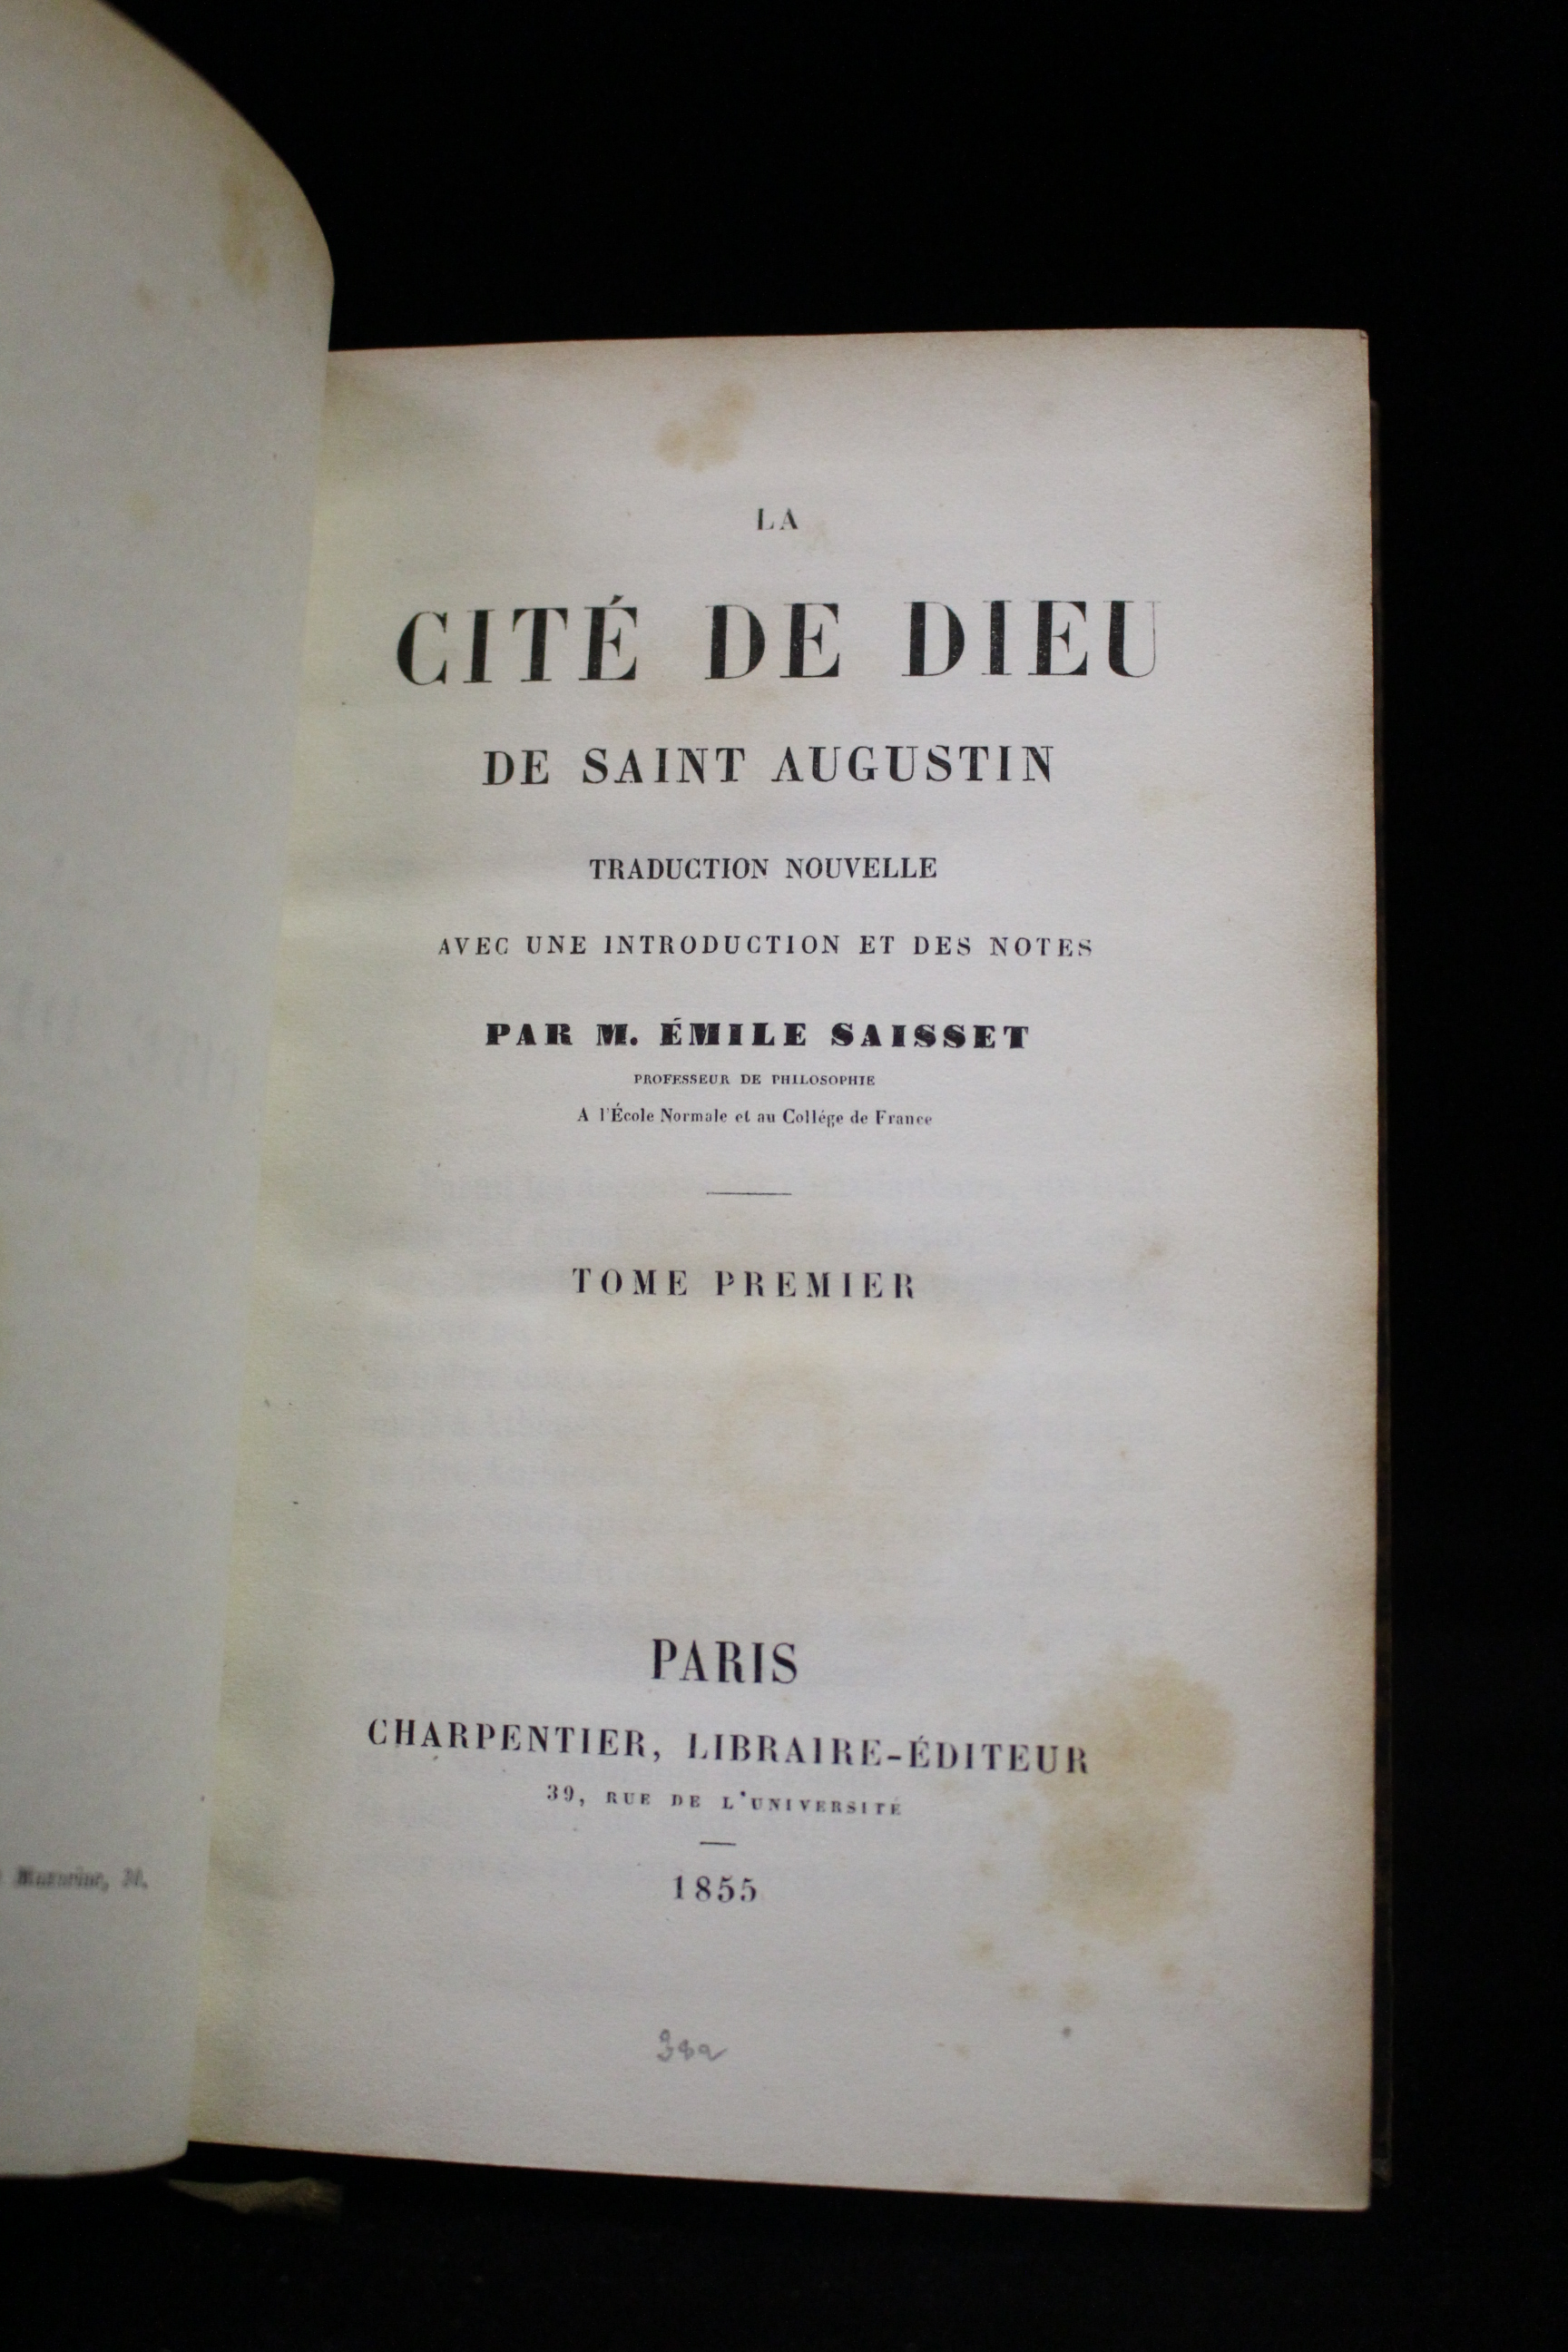 LA
CITÉ DE DIEU
DE SAINT AUGUSTIN
TRADUCTION NOUVELLE
AVEC UNE INTRODUCTION ET DES NOTES
PAR M. ÉMILE SAISSET
PROFESSEUR DE PHILOSOPHIE
A l'École Normale et au Collége de France
TOME PREMIER
PARIS
CHARPENTIER, LIBRAIRE-ÉDITEUR
39, RUE DE L'UNIVERSITÉ
1855